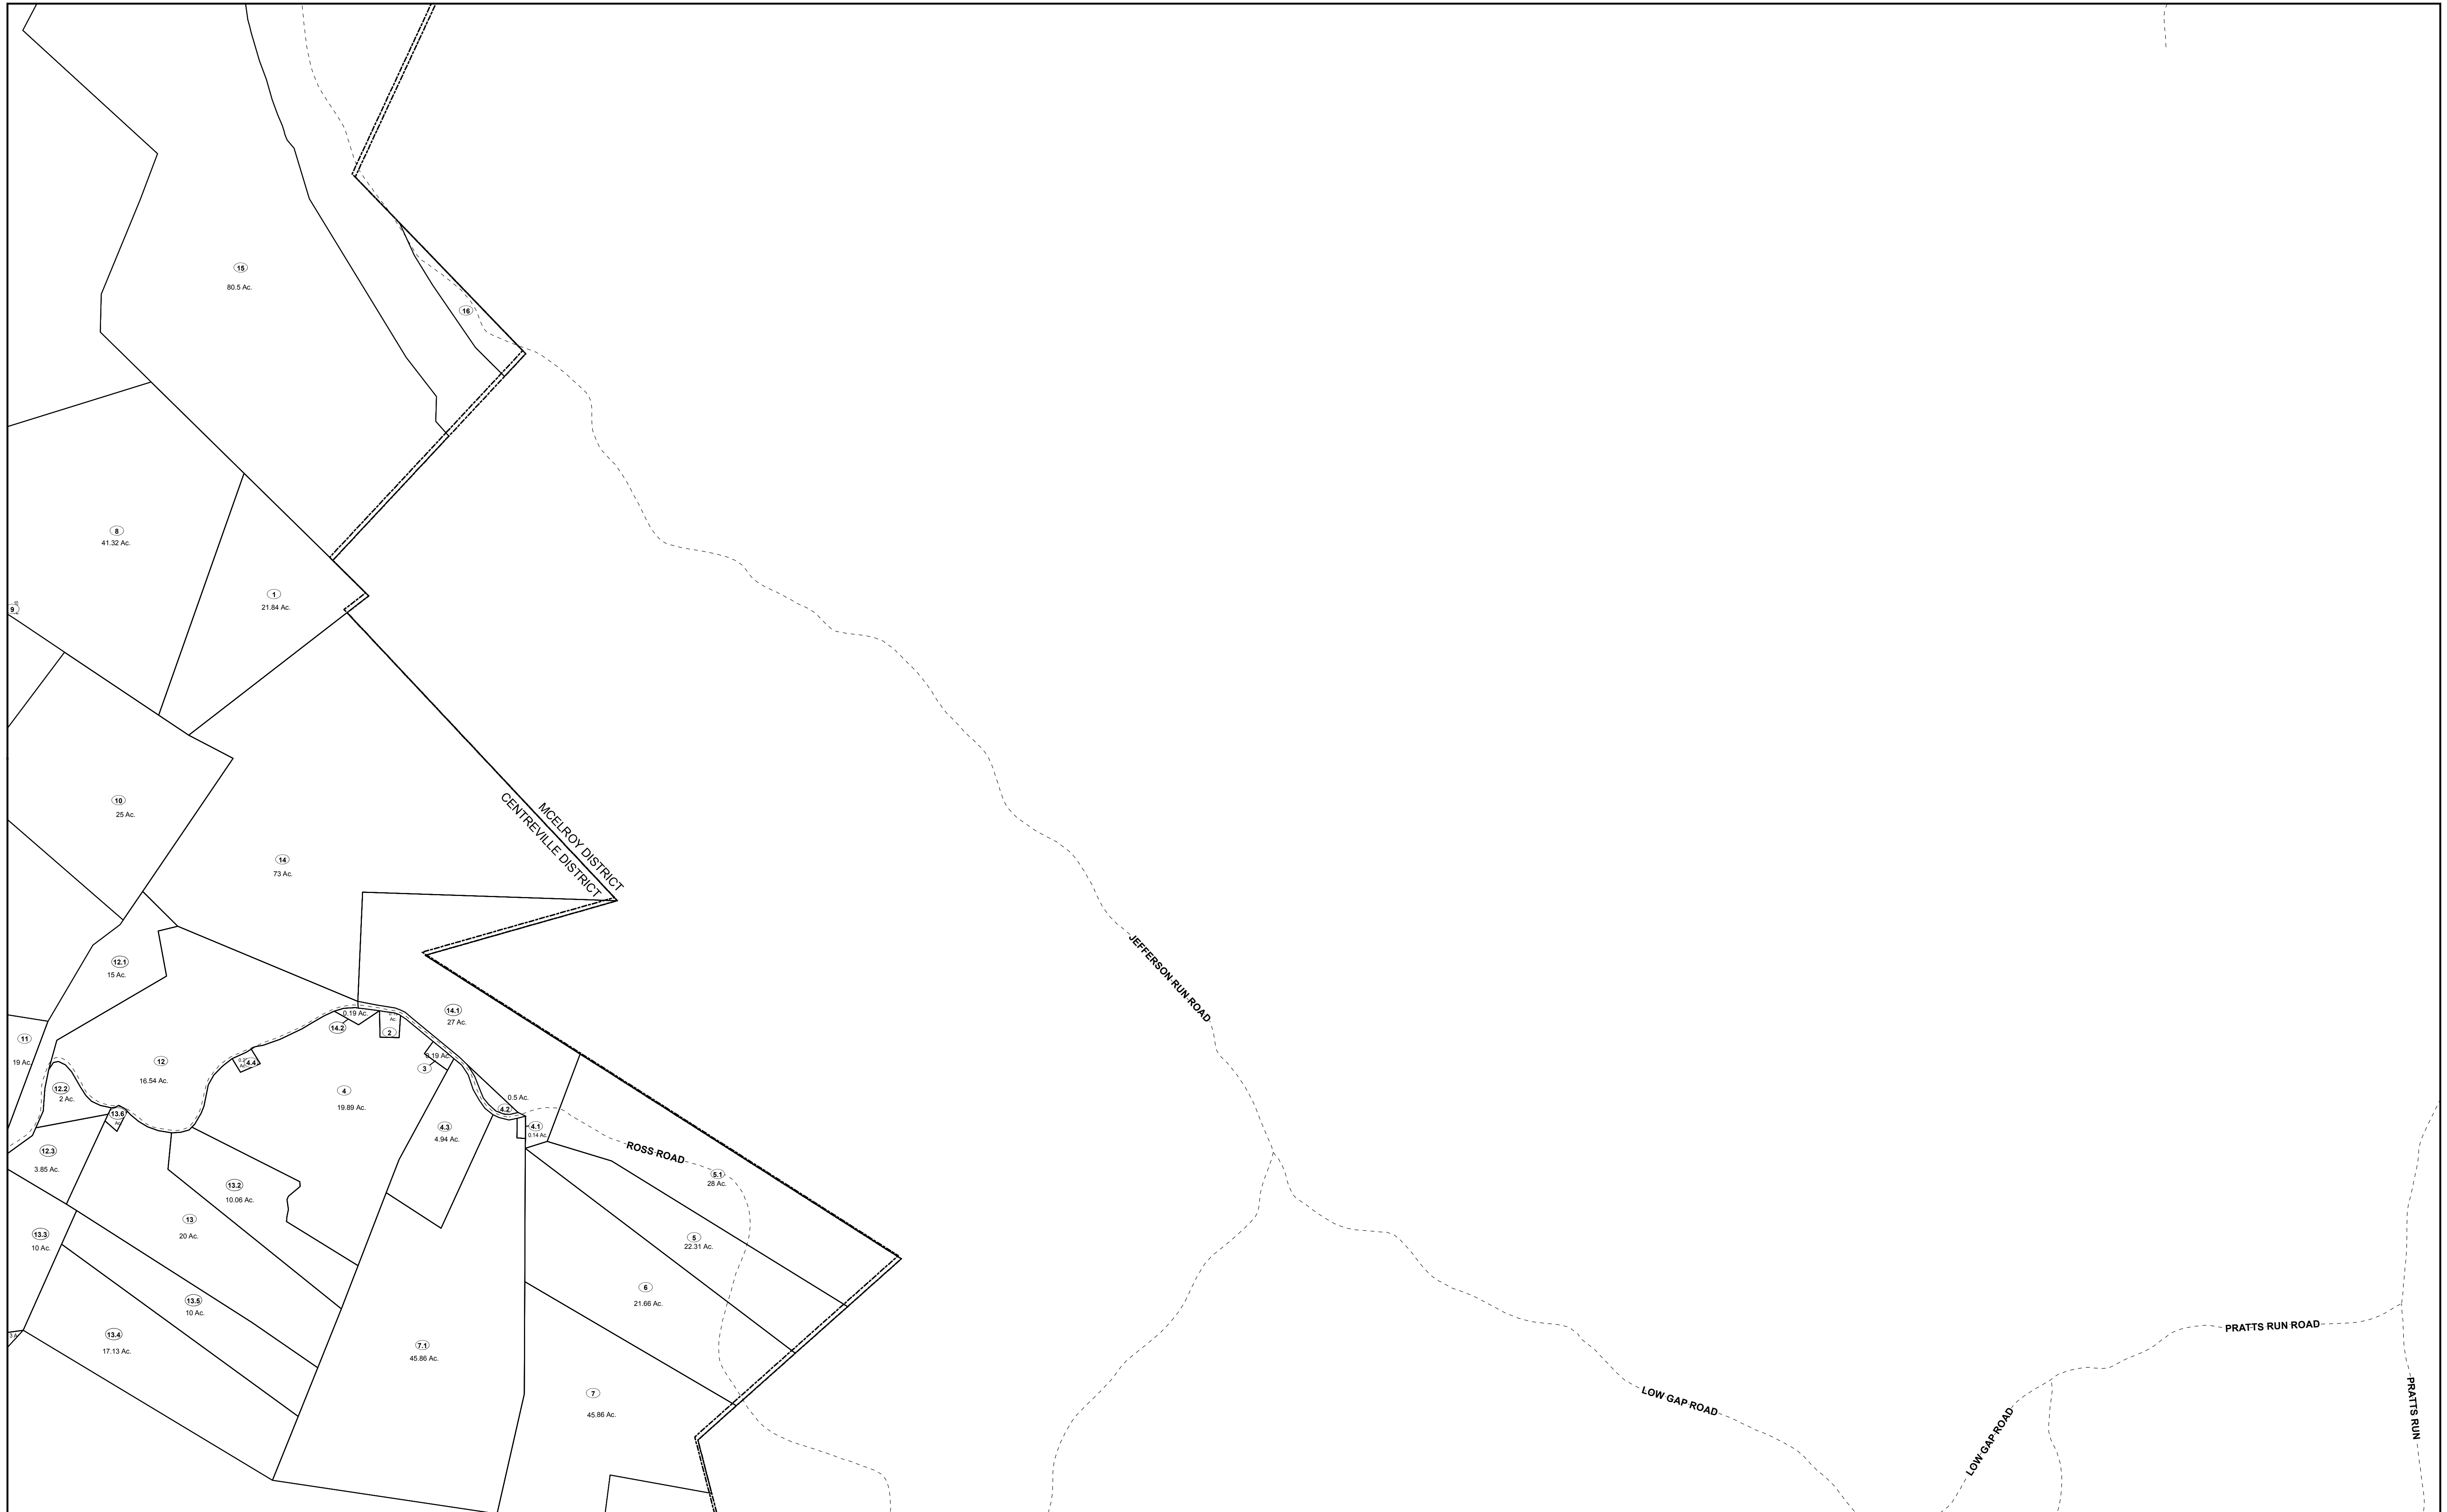 15
80.5 Ac.
16
8
41.32 Ac.
1
21.84 Ac.
9
10
25 Ac.
MCELROY DISTRICT
CENTREVILLE DISTRICT
14
73 Ac.
JEFFERSON RUN ROAD
12.1
15 Ac.
14.1
27 Ac.
0.19 Ac.
Ac.
14.2
2
11
19 Ac.
12
16.54 Ac.
4.4
0.19 Ac.
3
12.2
2 Ac.
4
19.89 Ac.
0.5 Ac.
4.2
13.6
Ac.
4.3
4.94 Ac.
4.1
0.14 Ac.
ROSS ROAD
12.3
3.85 Ac.
5.1
28 Ac.
13.2
10.06 Ac.
13
20 Ac.
13.3
10 Ac.
5
22.31 Ac.
6
21.66 Ac.
13.5
10 Ac.
13.4
17.13 Ac.
7.1
45.86 Ac.
7
45.86 Ac.
PRATTS RUN ROAD
LOW GAP ROAD
LOW GAP ROAD
PRATTS RUN